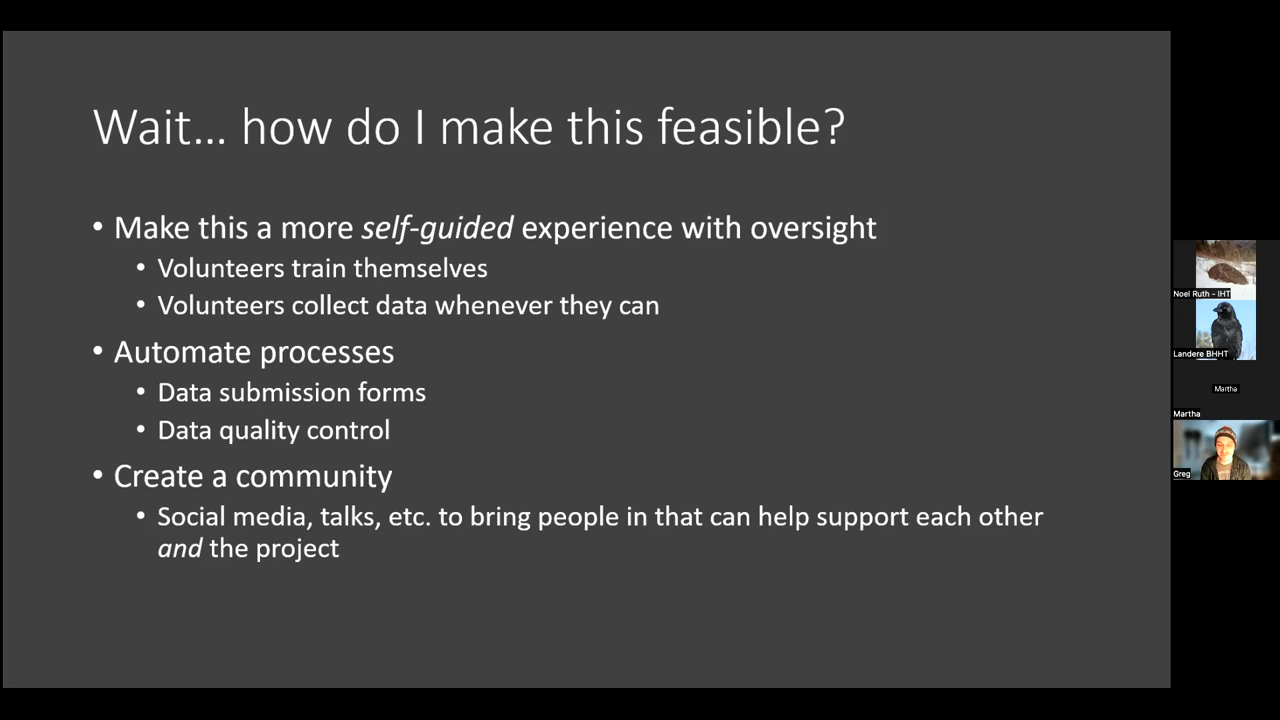 Wait... how do I make this feasible?
• Make this a more self-guided experience with oversight
• Volunteers train themselves
• Volunteers collect data whenever they can
• Automate processes
• Data submission forms
• Data quality control
• Create a community
• Social media, talks, etc. to bring people in that can help support each other
and the project
Noel Ruth - IHT
Landere BHHT
Martha
Martha
Greg